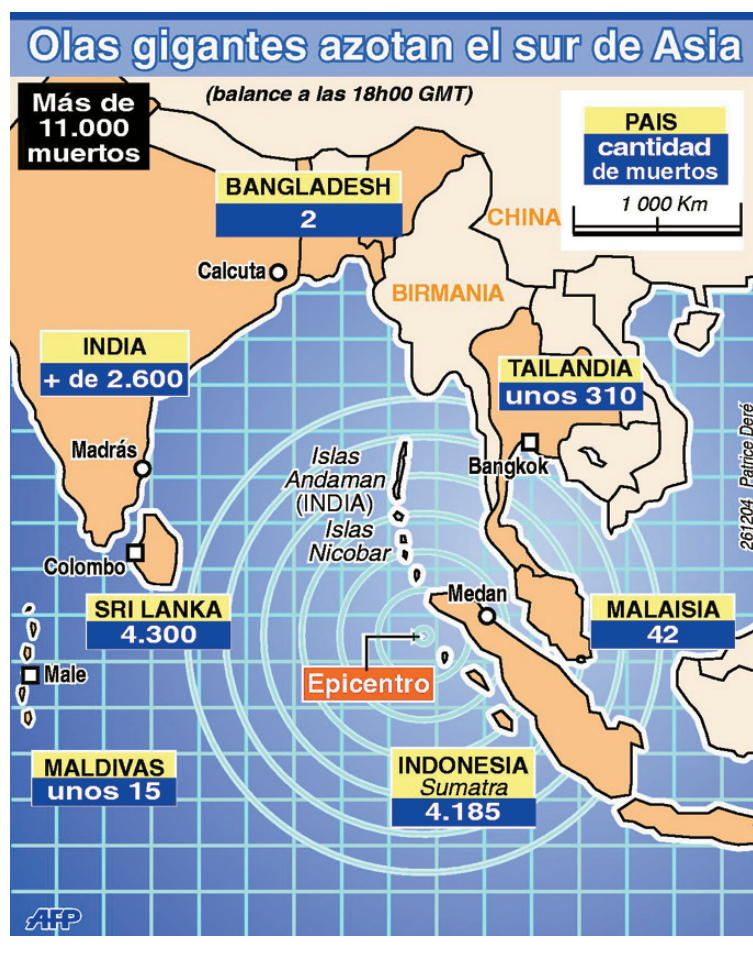 Olas gigantes azotan el sur de Asia
(balance a las 18h00 GMT)
Más de
11.000
muertos
PAIS
cantidad
de muertos
1 000 Km
BANGLADESH
2
CHINA
Calcuta
BIRMANIA
INDIA
+ de 2.600
TAILANDIA
unos 310
Madrás
Bangkok
Islas
Andaman
(INDIA)
Islas
Nicobar
Colombo
Medan
SRI LANKA
4.300
MALAISIA
42
Male
Epicentro
MALDIVAS
unos 15
INDONESIA
Sumatra
4.185
261204 Patrice Deré
AFP